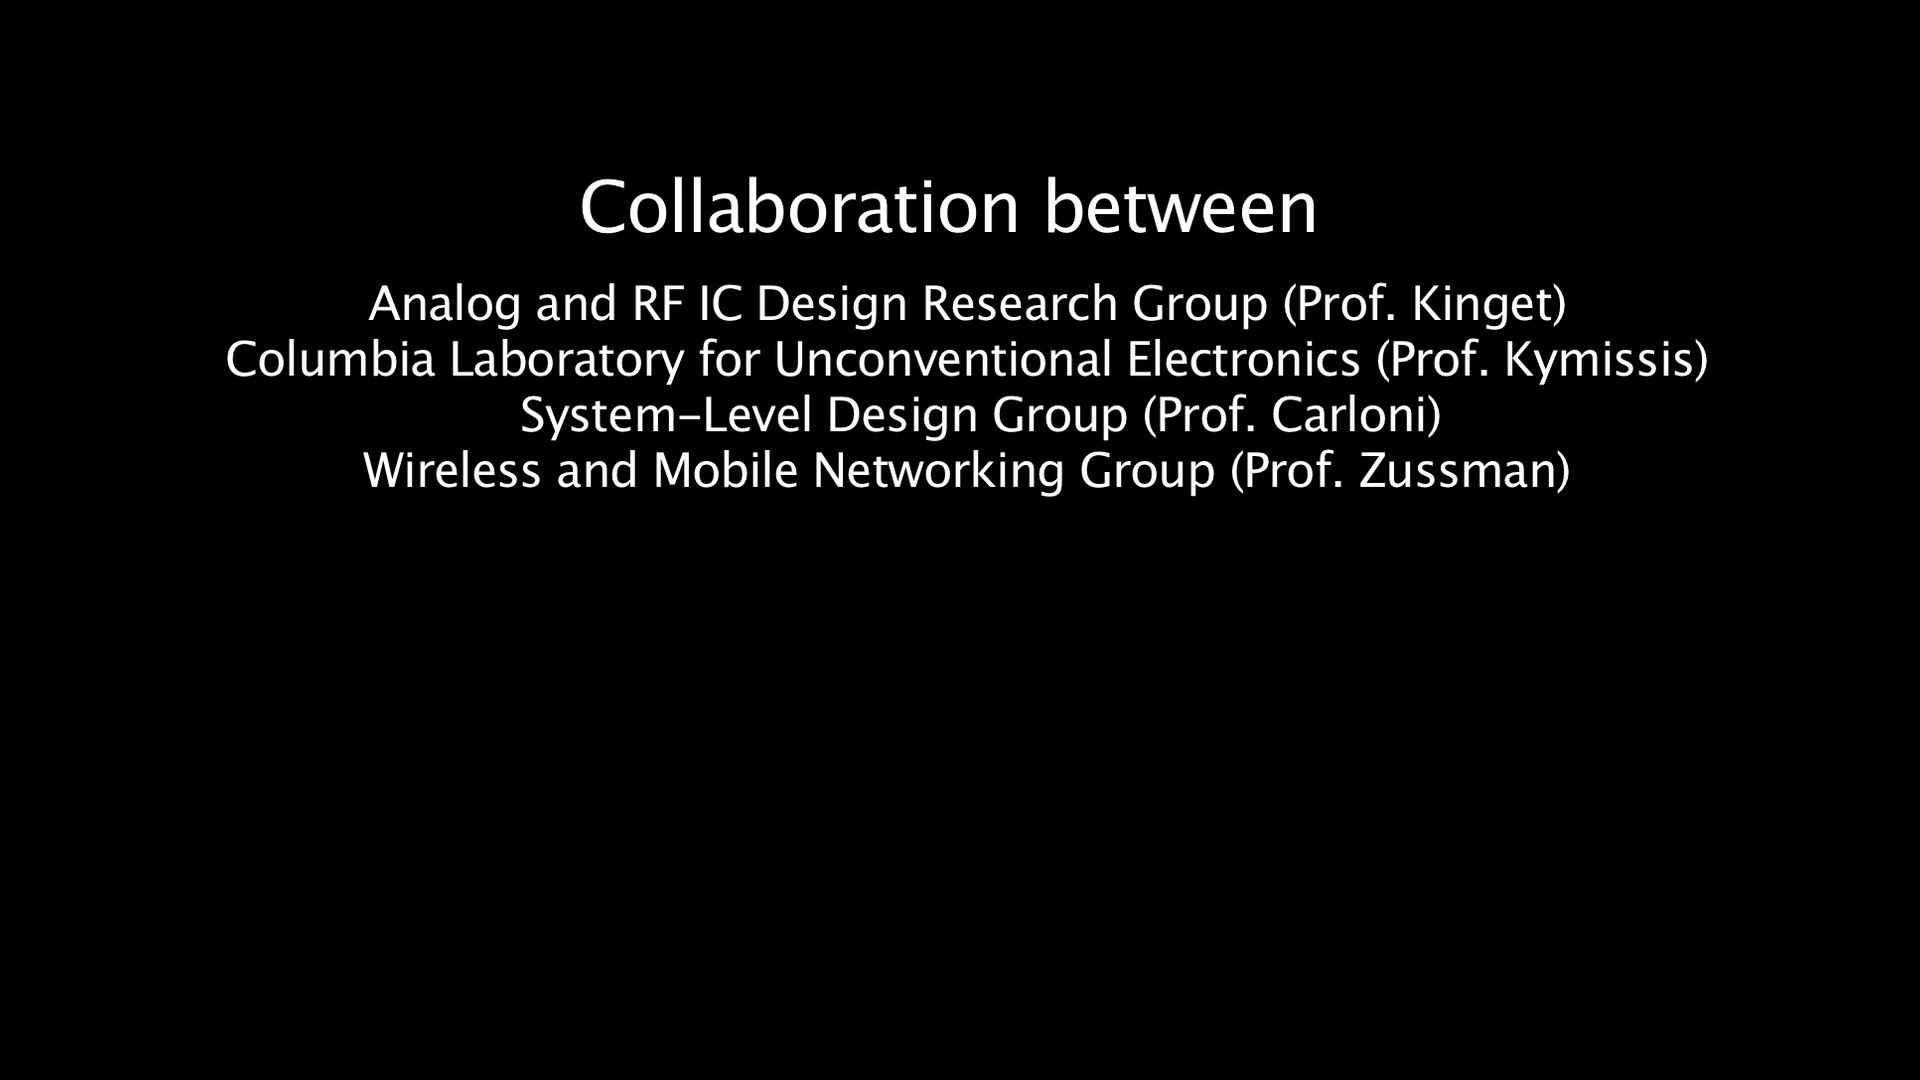 Collaboration between
Analog and RF IC Design Research Group (Prof. Kinget)
Columbia Laboratory for Unconventional Electronics (Prof. Kymissis)
System-Level Design Group (Prof. Carloni)
Wireless and Mobile Networking Group (Prof. Zussman)